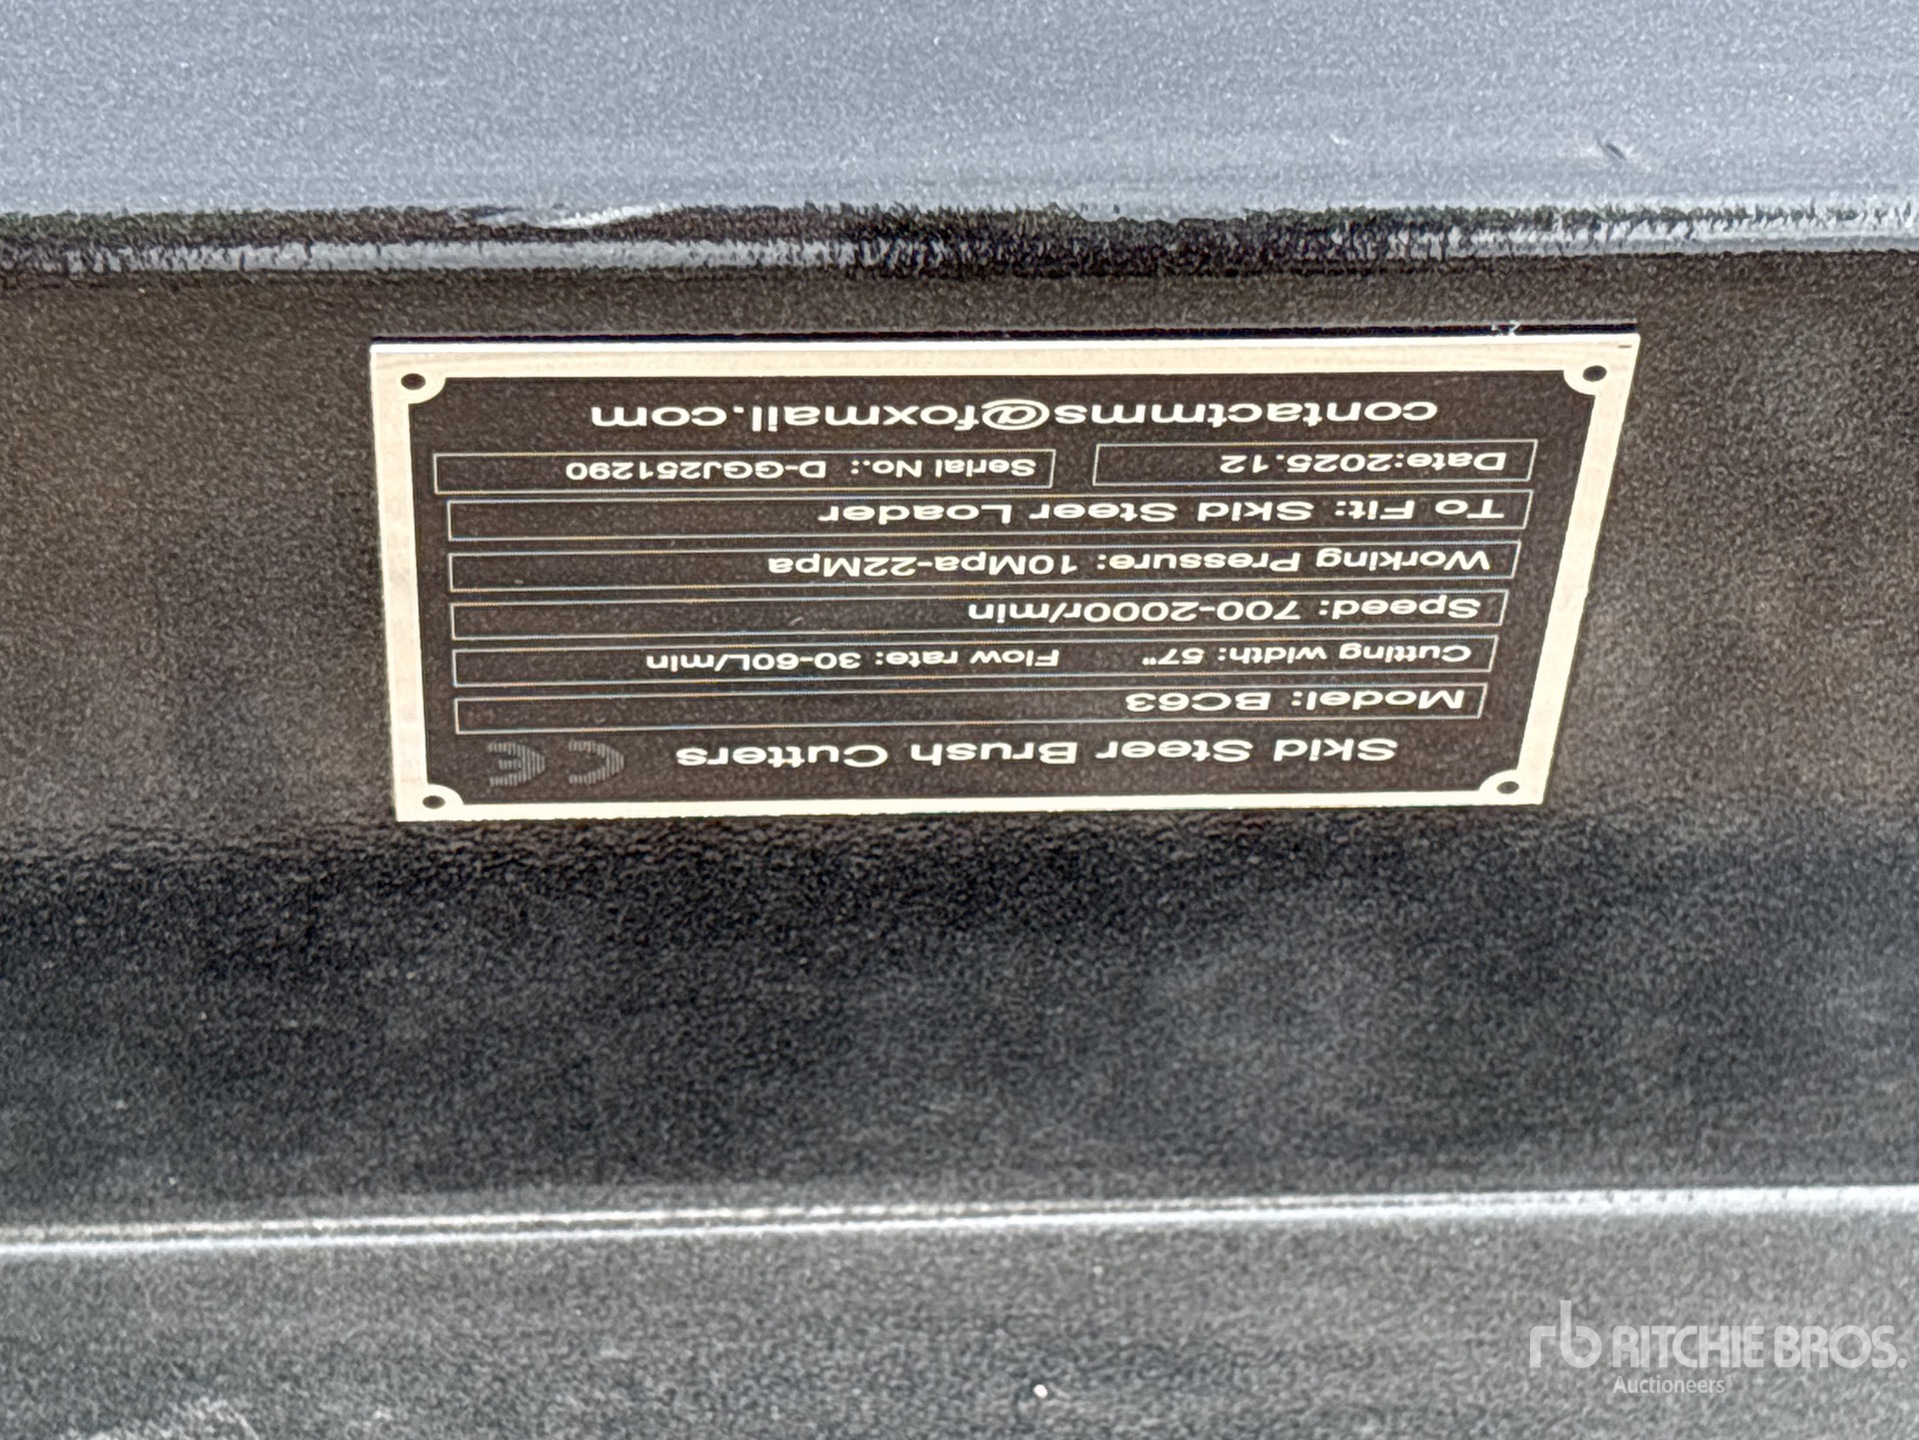 Skid Steer Brush Cutters CE
Model: BC63
Cutting width: 57" Flow rate: 30-60L/min
Speed: 700-2000r/min
Working Pressure: 10Mpa-22Mpa
To Fit: Skid Steer Loader
Date:2025.12 Serial No.: D-GGJ251290
contactmms@foxmail.com
rb RITCHIE BROS.
Auctioneers